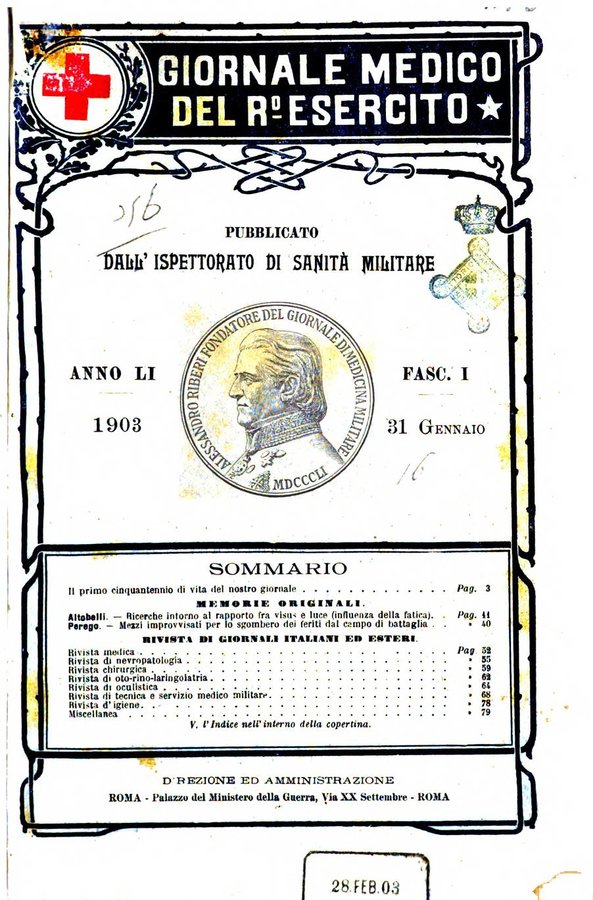 GIORNALE MEDICO
DEL Rº ESERCITO
256
PUBBLICATO
DALL' ISPETTORATO DI SANITÀ MILITARE
ALESSANDRO RIBERI FONDATORE DEL GIORNALE DI MEDICINA MILITARE
MDCCCLI
ANNO LI
FASC. I
1903
31 GENNAIO
16
SOMMARIO
Il primo cinquantennio di vita del nostro giornale . . . . . . . . . . . . . Pag. 3
MEMORIE ORIGINALI.
Altobelli. — Ricerche intorno al rapporto fra visus e luce (influenza della fatica). . Pag. 11
Perego. — Mezzi improvvisati per lo sgombero dei feriti dal campo di battaglia . . » 40
RIVISTA DI GIORNALI ITALIANI ED ESTERI.
Rivista medica . . . . . . . . . . . . . Pag 52
Rivista di nevropatologia . . . . . . . . . . . . . » 55
Rivista chirurgica . . . . . . . . . . . . . » 59
Rivista di oto-rino-laringolatria . . . . . . . . . . . . . » 62
Rivista di oculistica . . . . . . . . . . . . . » 64
Rivista di tecnica e servizio medico militare . . . . . . . . . . . . . » 68
Rivista d'igiene . . . . . . . . . . . . . » 78
Miscellanea . . . . . . . . . . . . . » 79
V. l'Indice nell'interno della copertina.
D'REZIONE ED AMMINISTRAZIONE
ROMA - Palazzo del Ministero della Guerra, Via XX Settembre - ROMA
28.FEB.03